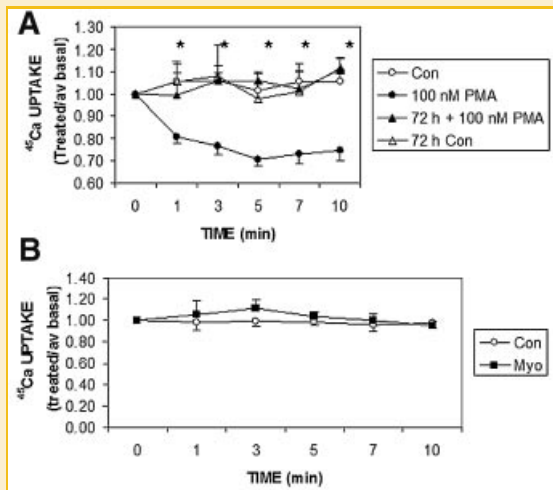 A
⁴⁵Ca UPTAKE
(Treated/av basal)
1.20
1.10
1.00
0.90
0.80
0.70
0.60
* * * * *
0 1 3 5 7 10
TIME (min)
Con
100 nM PMA
72 h + 100 nM PMA
72 h Con
B
⁴⁵Ca UPTAKE
(treated/av basal)
1.40
1.20
1.00
0.80
0.60
0.40
0.20
0.00
0 1 3 5 7 10
TIME (min)
Con
Myo